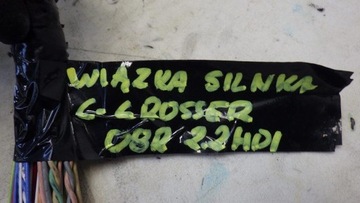 WIĄZKA SILNIKA
C-CROSSER
08R 2.2HDI